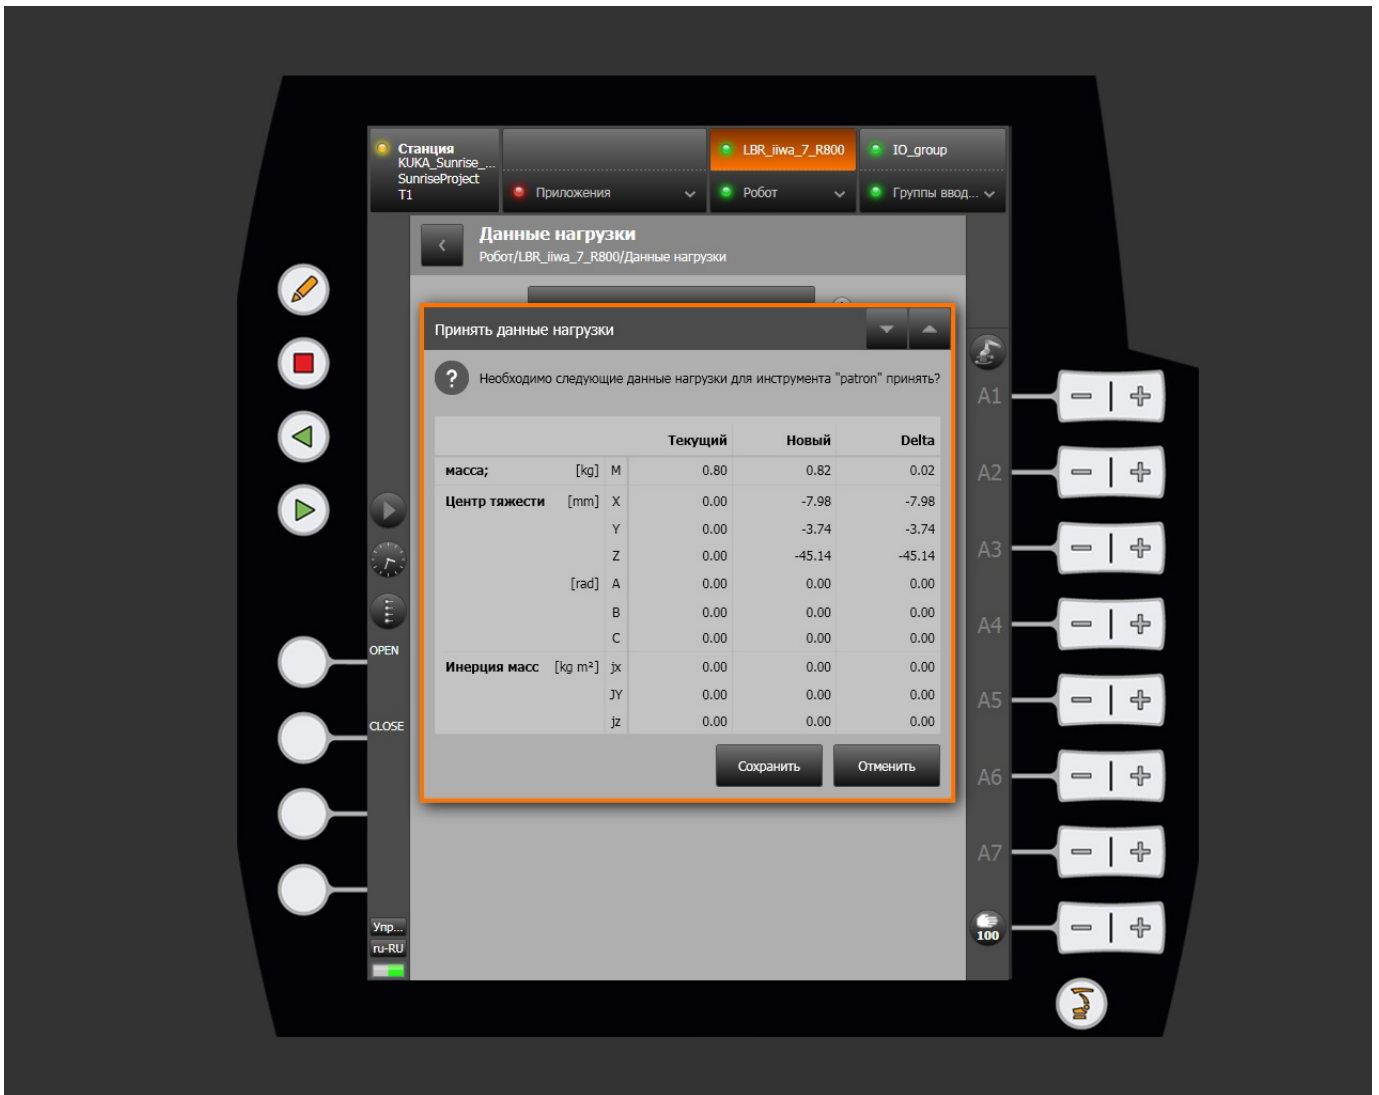 Станция
KUKA_Sunrise_...
SunriseProject
T1
LBR_iiwa_7_R800
IO_group
Приложения
Робот
Группы ввод...
Данные нагрузки
Робот/LBR_iiwa_7_R800/Данные нагрузки
Принять данные нагрузки
? Необходимо следующие данные нагрузки для инструмента "patron" принять?
Текущий Новый Delta
масса; [kg] M 0.80 0.82 0.02
Центр тяжести [mm] X 0.00 -7.98 -7.98
Y 0.00 -3.74 -3.74
Z 0.00 -45.14 -45.14
[rad] A 0.00 0.00 0.00
B 0.00 0.00 0.00
C 0.00 0.00 0.00
Инерция масс [kg m²] jx 0.00 0.00 0.00
JY 0.00 0.00 0.00
jz 0.00 0.00 0.00
Сохранить Отменить
OPEN
CLOSE
Упр...
ru-RU
A1
A2
A3
A4
A5
A6
A7
100